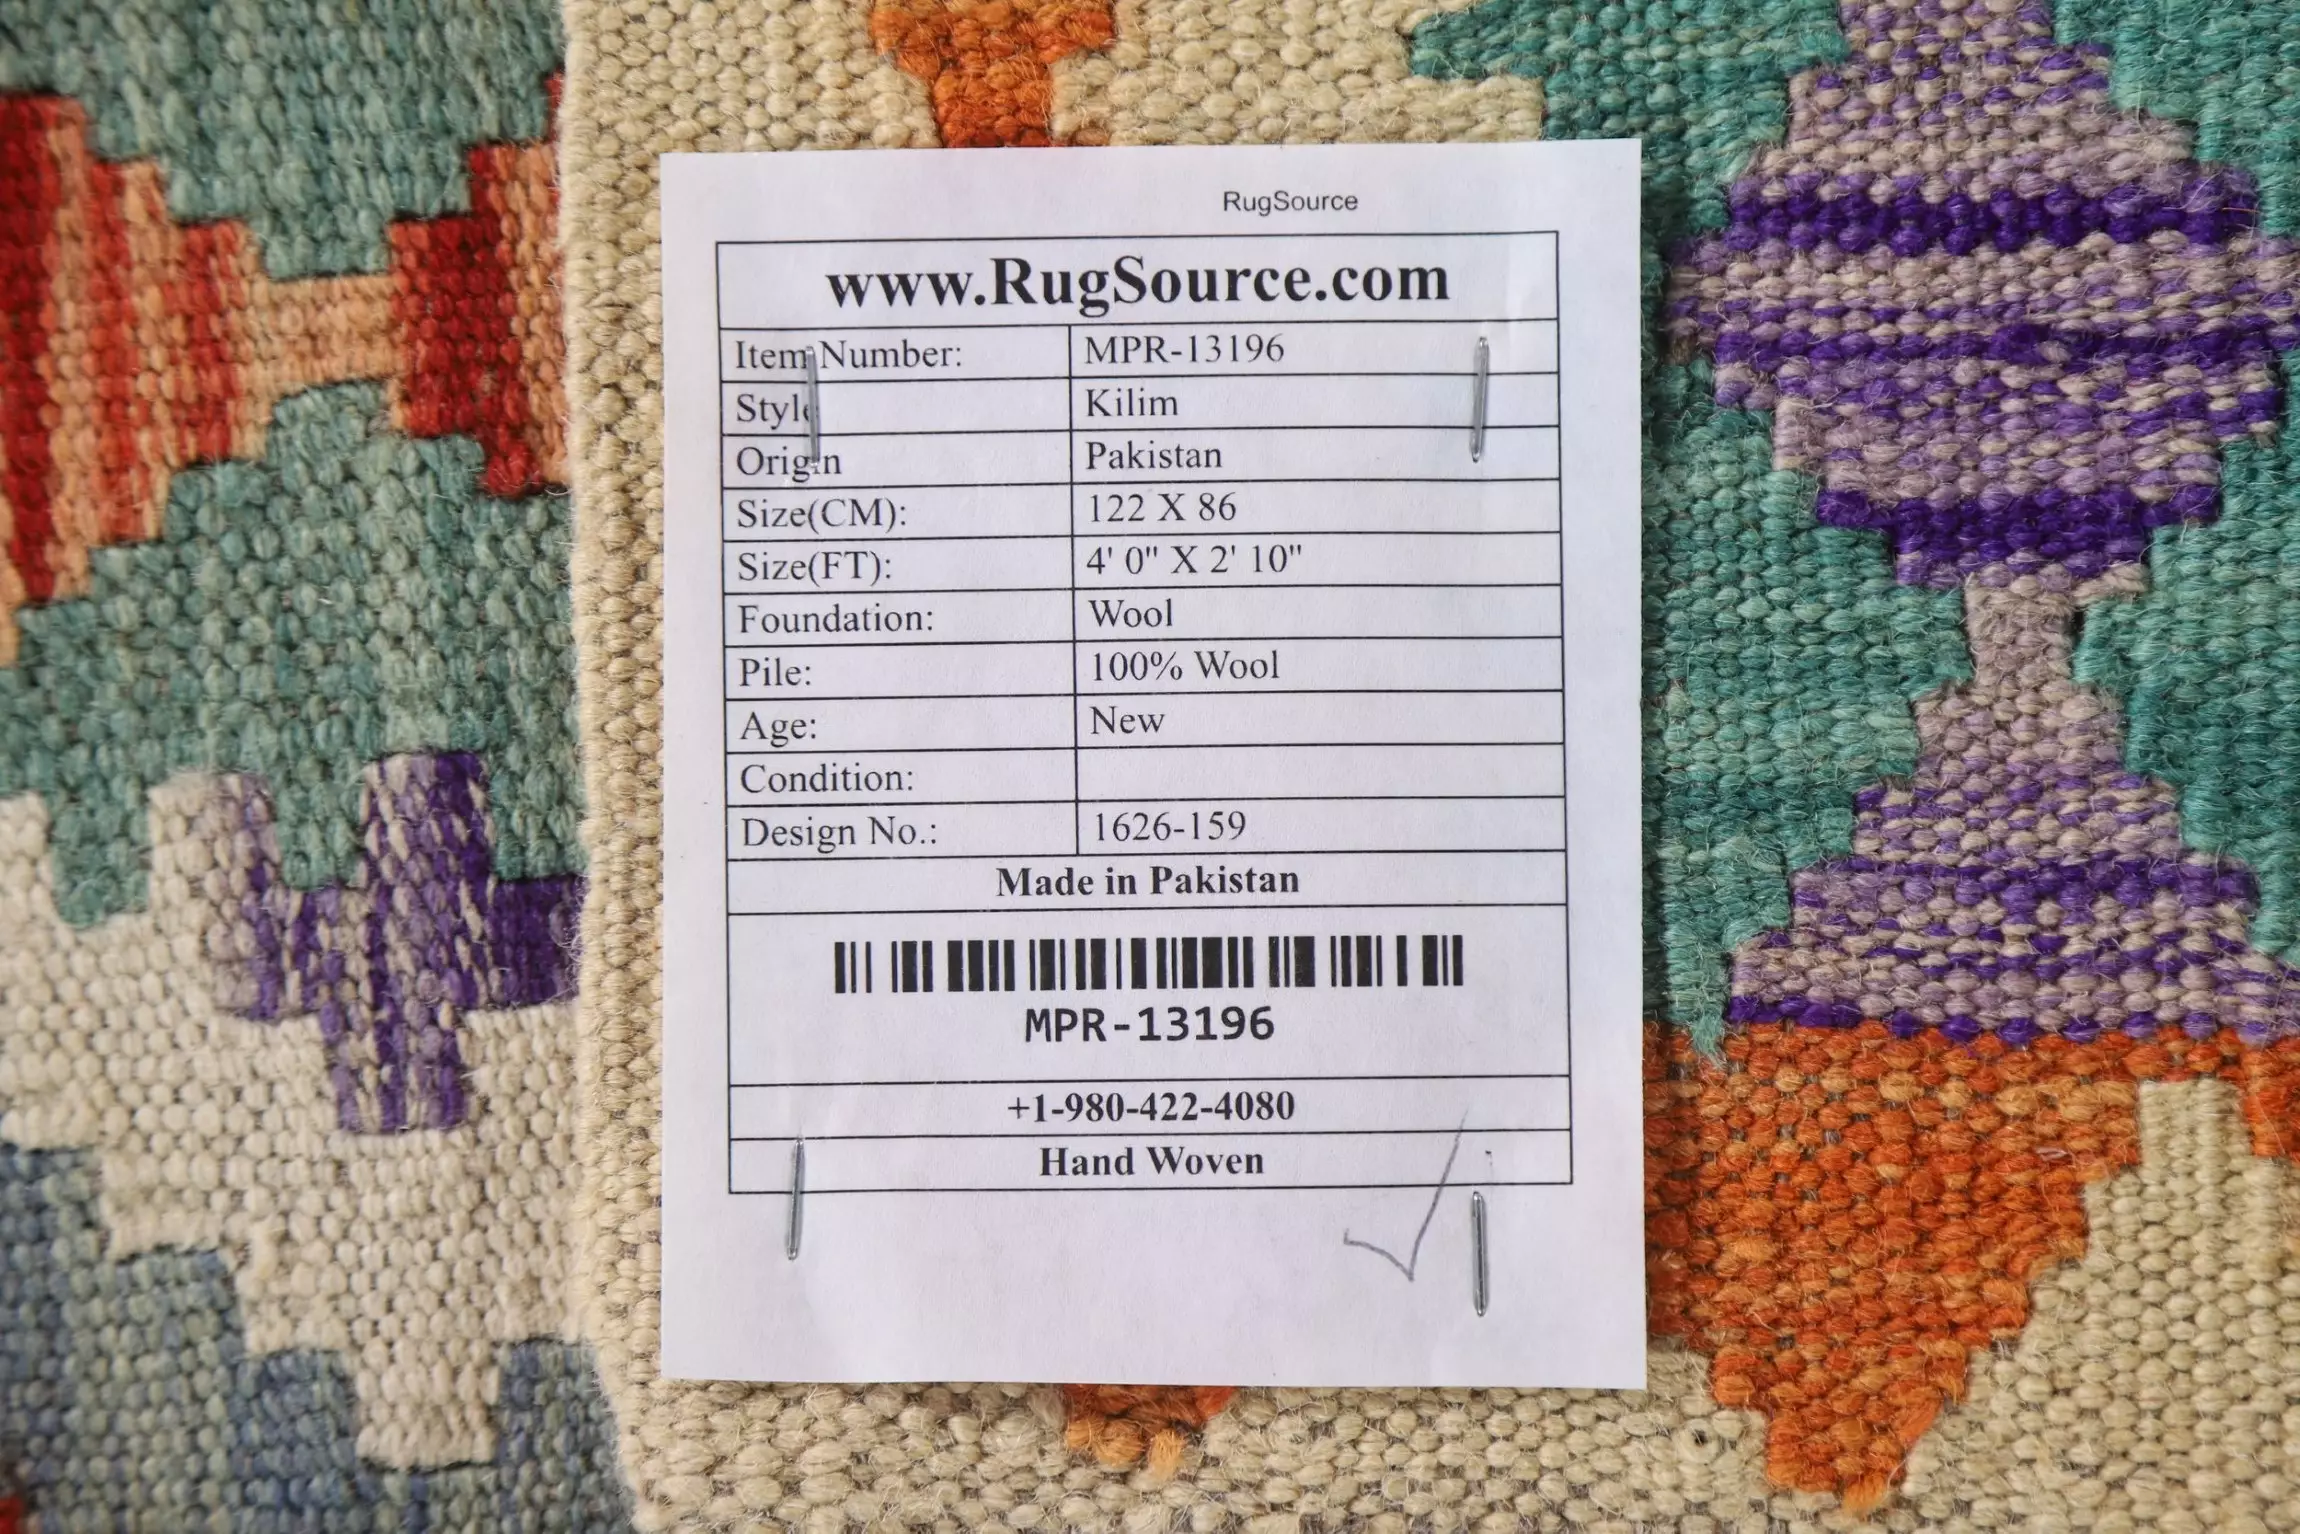 RugSource
www.RugSource.com
Item Number: MPR-13196
Style Kilim
Origin Pakistan
Size(CM): 122 X 86
Size(FT): 4' 0" X 2' 10"
Foundation: Wool
Pile: 100% Wool
Age: New
Condition:
Design No.: 1626-159
Made in Pakistan
MPR-13196
+1-980-422-4080
Hand Woven